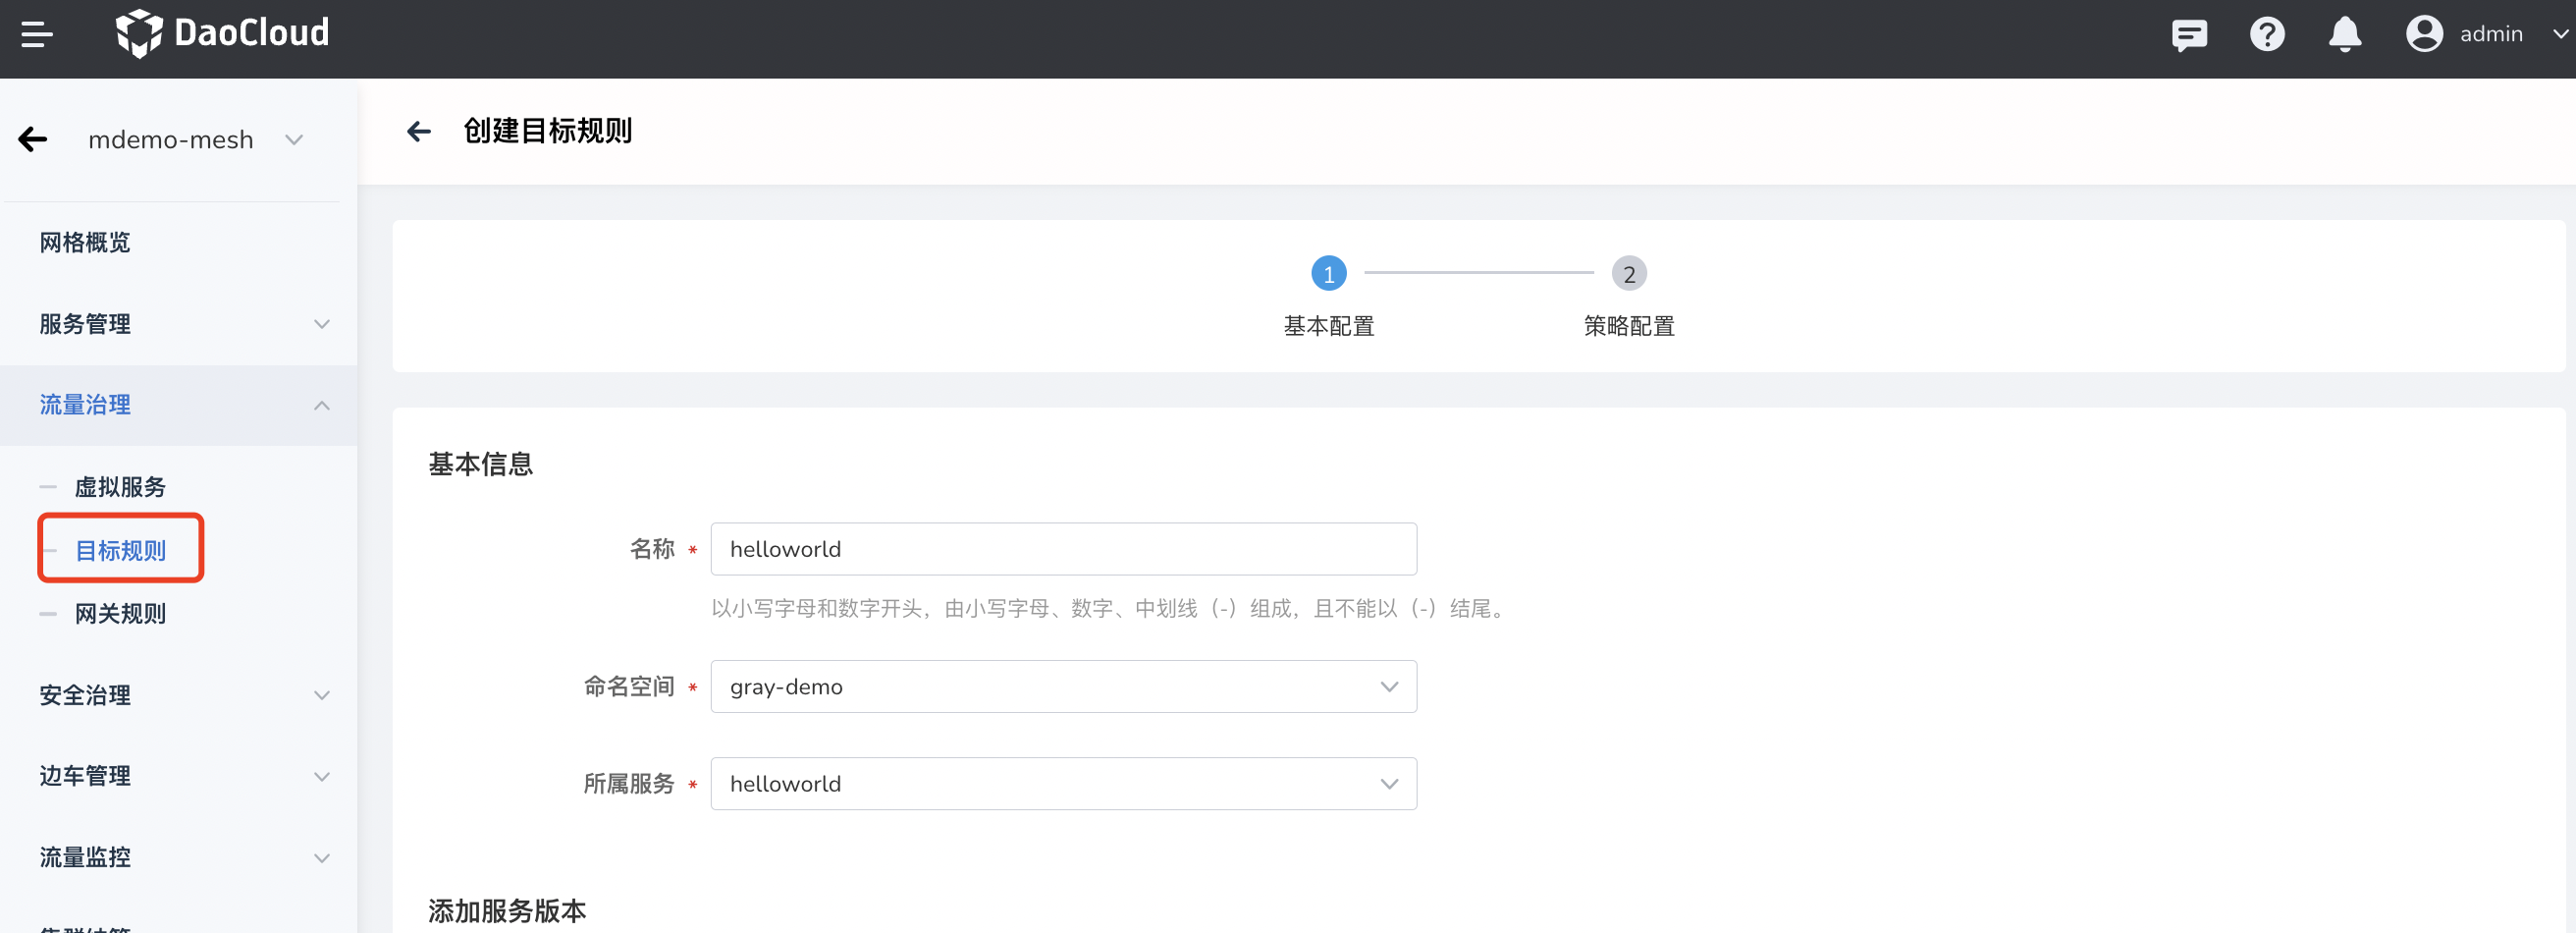 DaoCloud
admin
mdemo-mesh
创建目标规则
网格概览
服务管理
流量治理
虚拟服务
目标规则
网关规则
安全治理
边车管理
流量监控
1
2
基本配置
策略配置
基本信息
名称 * helloworld
以小写字母和数字开头，由小写字母、数字、中划线（-）组成，且不能以（-）结尾。
命名空间 * gray-demo
所属服务 * helloworld
添加服务版本